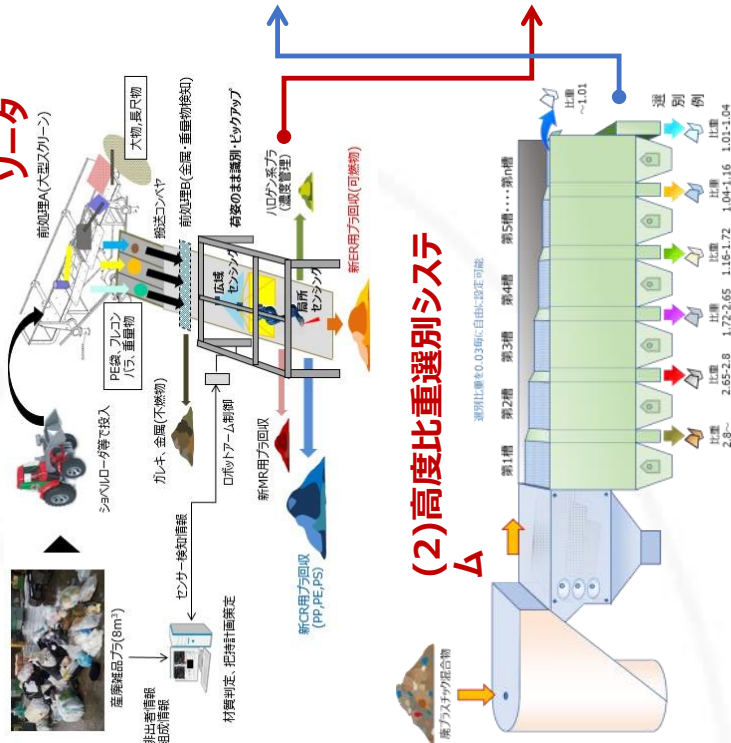 ソータ
前処理A(大型スクリーン)
大物,長尺物
ショベルローダ等で投入
PE袋、フレコン
バラ、重量物
搬送コンベヤ
前処理B(金属・重量物検知)
産廃雑品プラ(8m³)
排出者情報
組成情報
ガレキ、金属(不燃物)
荷姿のまま識別・ピックアップ
広域
センシング
局所
センシング
ハロゲン系プラ
(濃度管理)
センサー検知情報
ロボットアーム制御
材質判定、把持計画策定
新MR用プラ回収
新CR用プラ回収
(PP,PE,PS)
新ER用プラ回収(可燃物)
(2)高度比重選別システ
ム
選別比重を0.03毎に自由に設定可能
廃プラスチック混合物
第1槽
第2槽
第3槽
第4槽
第5槽・・・・第n槽
比重
～1.01
選別例
比重
2.8～
比重
2.65-2.8
比重
1.72-2.65
比重
1.16-1.72
比重
1.04-1.16
比重
1.01-1.04